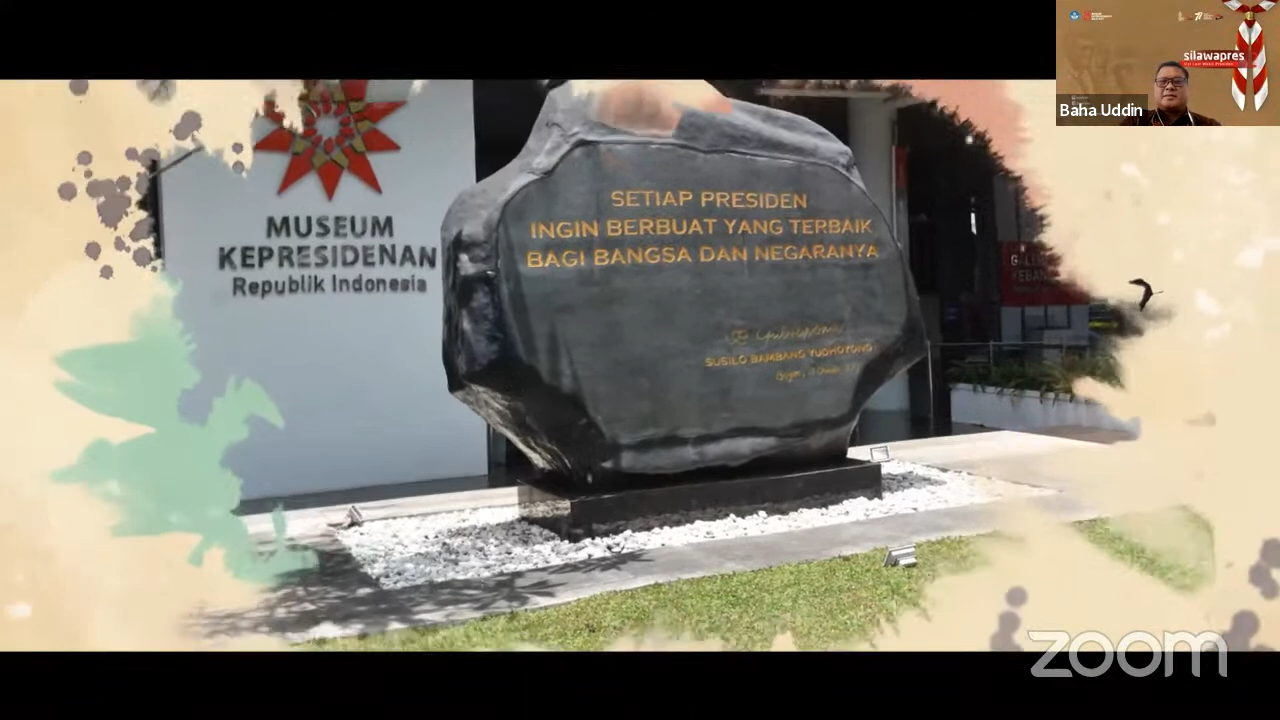 silawapres
Baha Uddin
MUSEUM
KEPRESIDENAN
Republik Indonesia
SETIAP PRESIDEN
INGIN BERBUAT YANG TERBAIK
BAGI BANGSA DAN NEGARANYA
SUSILO BAMBANG YUDHOYONO
zoom